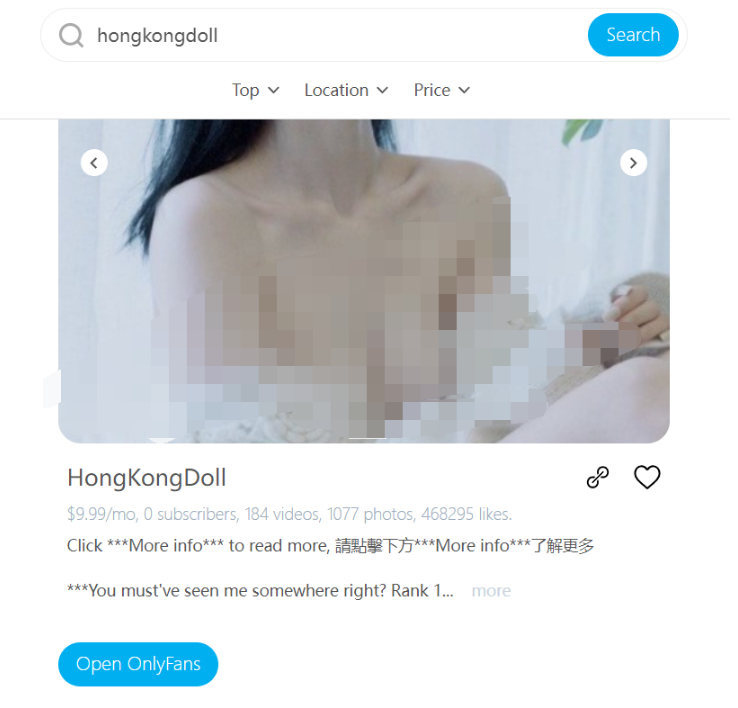 hongkongdoll
Search
Top Location Price
HongKongDoll
$9.99/mo, 0 subscribers, 184 videos, 1077 photos, 468295 likes.
Click ***More info*** to read more, 請點擊下方***More info***了解更多
***You must've seen me somewhere right? Rank 1... more
Open OnlyFans